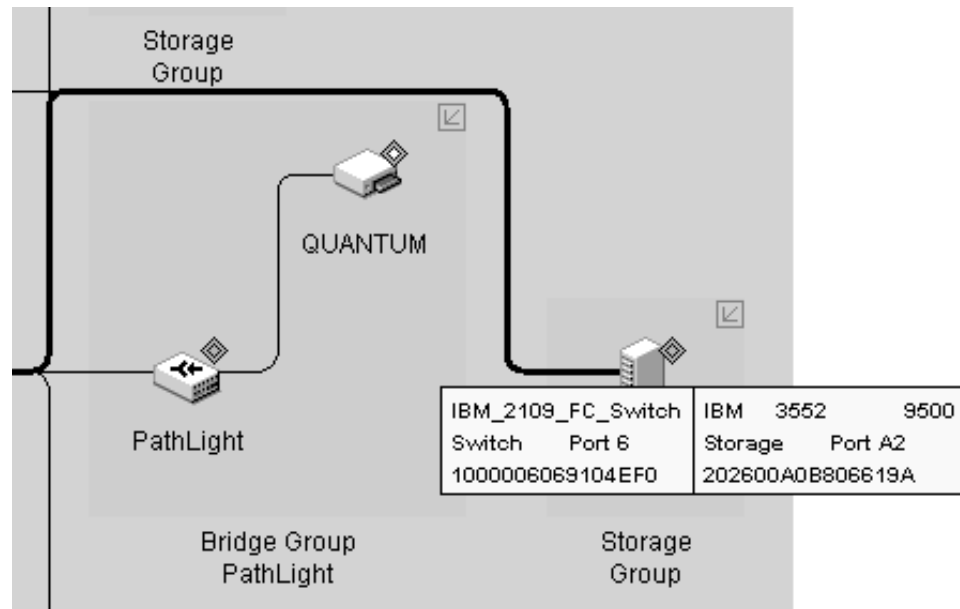 Storage
Group
QUANTUM
IBM_2109_FC_Switch IBM 3552 9500
Switch Port 6 Storage Port A2
1000006069104EF0 202600A0B806619A
PathLight
Bridge Group
PathLight
Storage
Group